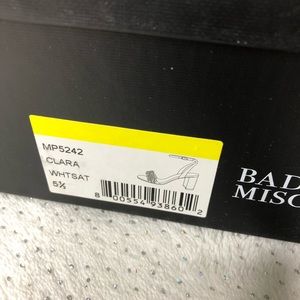 MP5242
CLARA
WHTSAT
5½
8 00554 93860 2
BAD
MISC